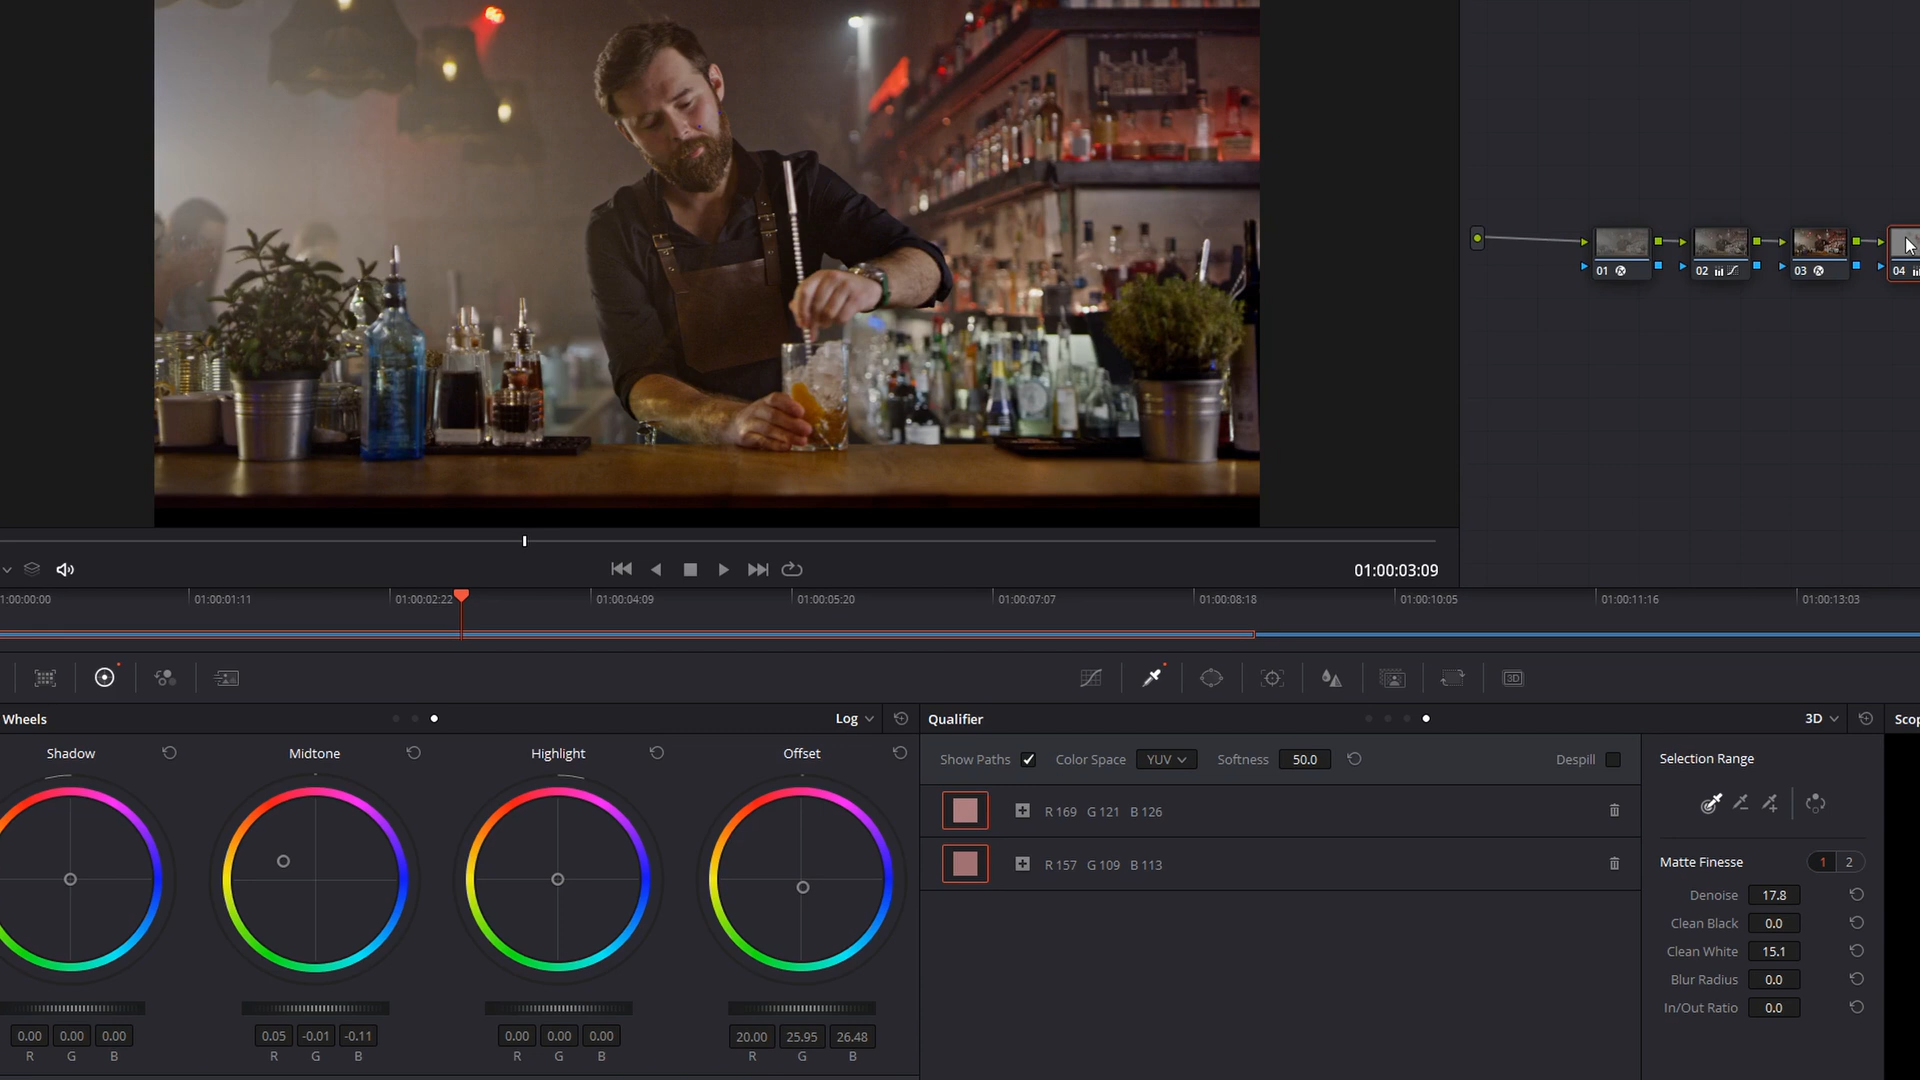 01
02
03
04
01:00:03:09
1:00:00:00
01:00:01:11
01:00:02:22
01:00:04:09
01:00:05:20
01:00:07:07
01:00:08:18
01:00:10:05
01:00:11:16
01:00:13:03
3D
Wheels
Log
Qualifier
3D
Scop
Shadow
Midtone
Highlight
Offset
Show Paths
Color Space
YUV
Softness
50.0
Despill
Selection Range
R 169 G 121 B 126
R 157 G 109 B 113
Matte Finesse
1 2
Denoise 17.8
Clean Black 0.0
Clean White 15.1
Blur Radius 0.0
In/Out Ratio 0.0
0.00 0.00 0.00
R G B
0.05 -0.01 -0.11
R G B
0.00 0.00 0.00
R G B
20.00 25.95 26.48
R G B